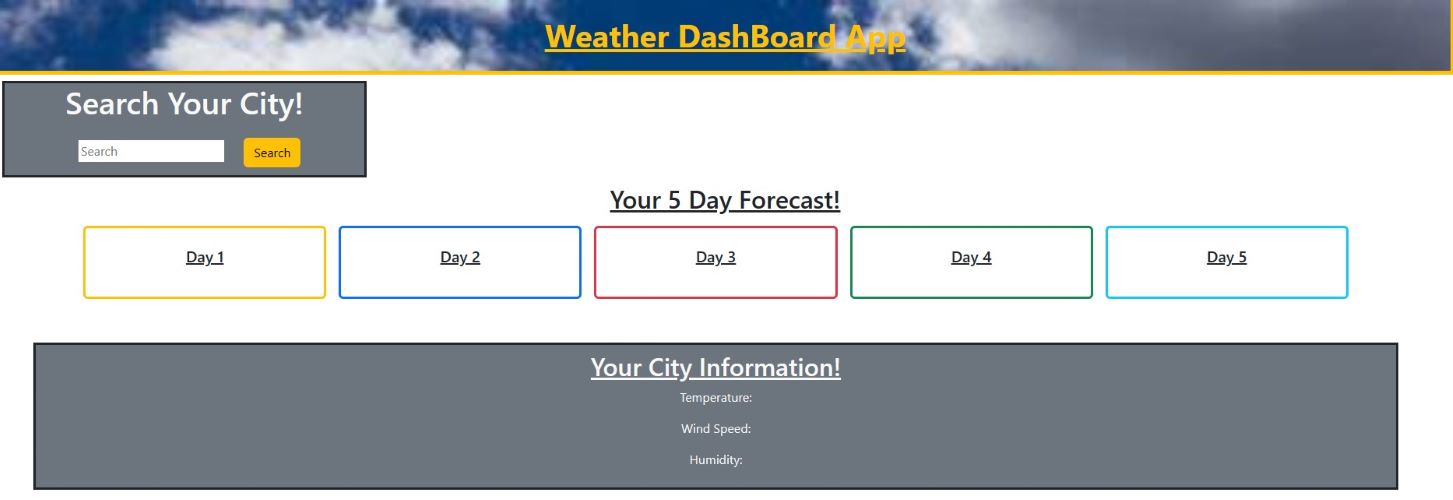 Weather DashBoard App
Search Your City!
Search Search
Your 5 Day Forecast!
Day 1 Day 2 Day 3 Day 4 Day 5
Your City Information!
Temperature:
Wind Speed:
Humidity: